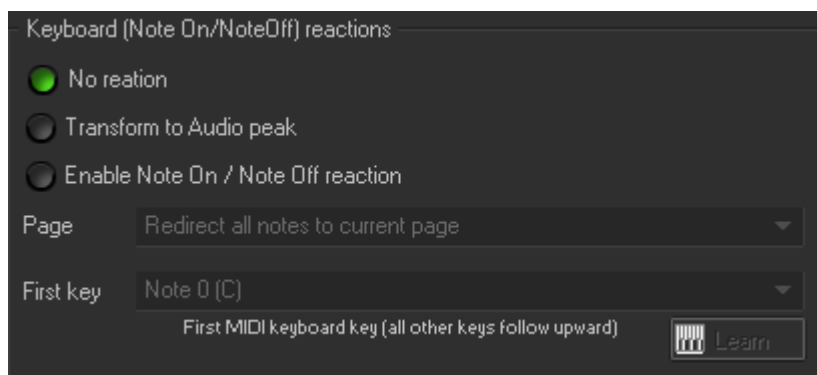 Keyboard (Note On/NoteOff) reactions
No reation
Transform to Audio peak
Enable Note On / Note Off reaction
Page Redirect all notes to current page
First key Note 0 (C)
First MIDI keyboard key (all other keys follow upward)
Learn